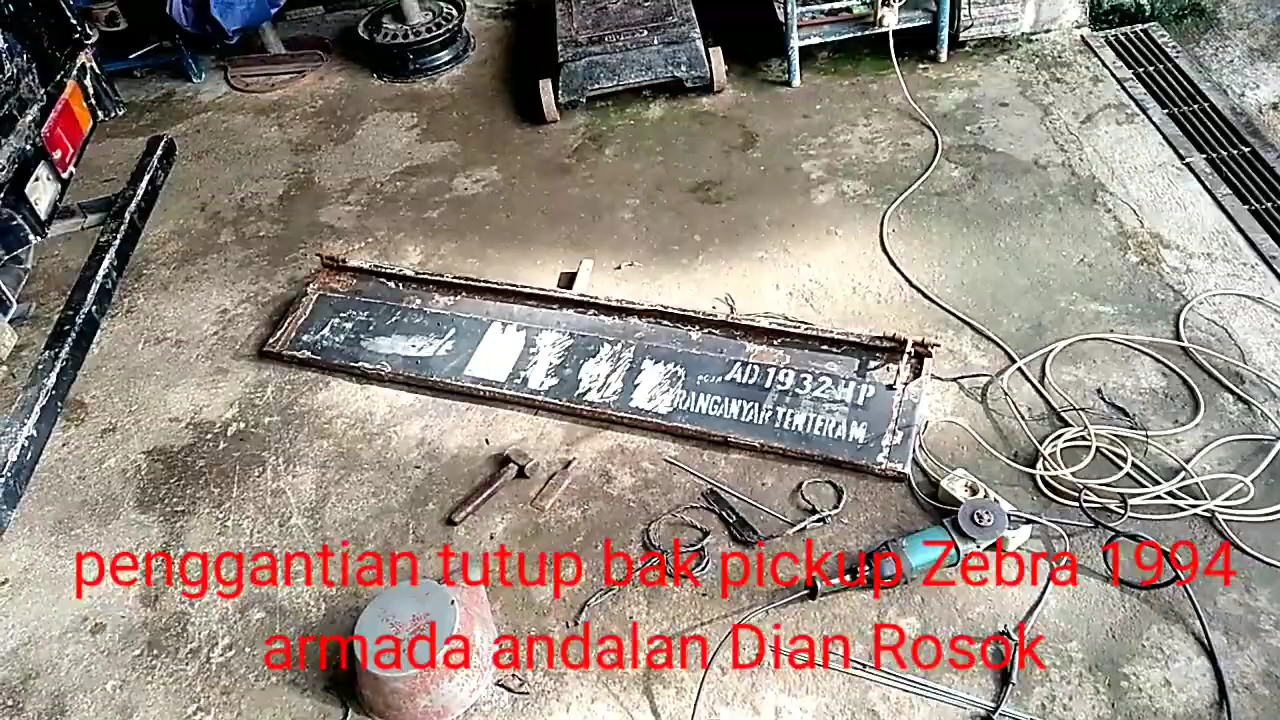 AD 1932 HP
RANGANYAR TENTERAM
penggantian tutup bak pickup Zebra 1994
armada andalan Dian Rosok